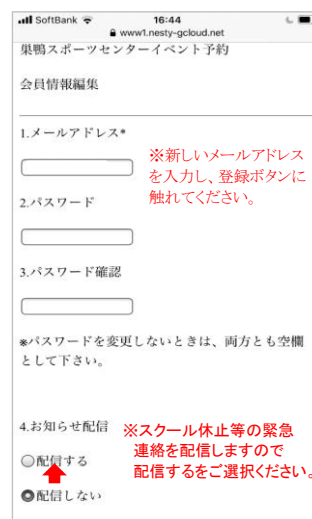 SoftBank 16:44
www1.nesty-gcloud.net
巣鴨スポーツセンターイベント予約
会員情報編集
1.メールアドレス*
※新しいメールアドレス
を入力し、登録ボタンに
触れてください。
2.パスワード
3.パスワード確認
*パスワードを変更しないときは、両方とも空欄
として下さい。
4.お知らせ配信
※スクール休止等の緊急
連絡を配信しますので
配信するをご選択ください。
配信する
配信しない